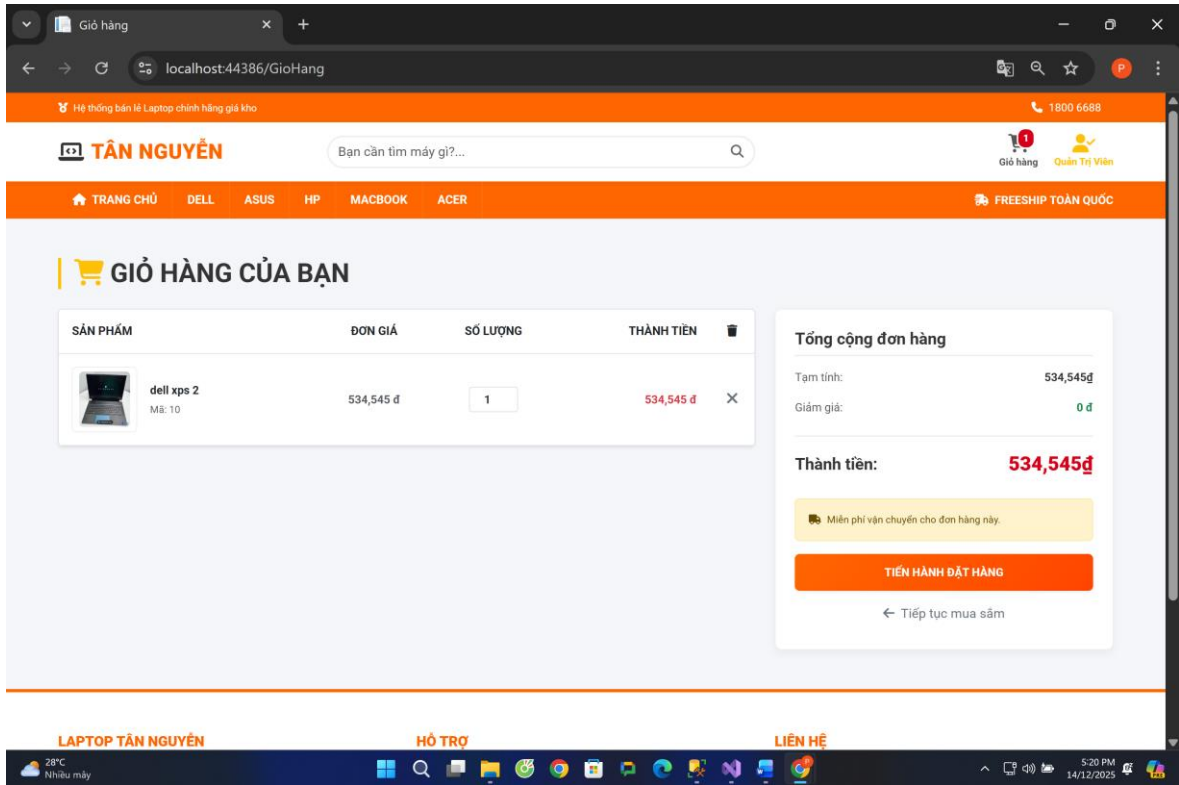 Giỏ hàng
localhost:44386/GioHang
P
Hệ thống bán lẻ Laptop chính hãng giá kho
1800 6688
TÂN NGUYỄN
Bạn cần tìm máy gì?...
1
Giỏ hàng
Quản Trị Viên
TRANG CHỦ DELL ASUS HP MACBOOK ACER
FREESHIP TOÀN QUỐC
GIỎ HÀNG CỦA BẠN
SẢN PHẨM ĐƠN GIÁ SỐ LƯỢNG THÀNH TIỀN
dell xps 2
Mã: 10
534,545 đ
1
534,545 đ
Tổng cộng đơn hàng
Tạm tính: 534,545₫
Giảm giá: 0 đ
Thành tiền: 534,545₫
Miễn phí vận chuyển cho đơn hàng này.
TIẾN HÀNH ĐẶT HÀNG
Tiếp tục mua sắm
LAPTOP TÂN NGUYỄN
HỖ TRỢ
LIÊN HỆ
28°C
Nhiều mây
5:20 PM
14/12/2025